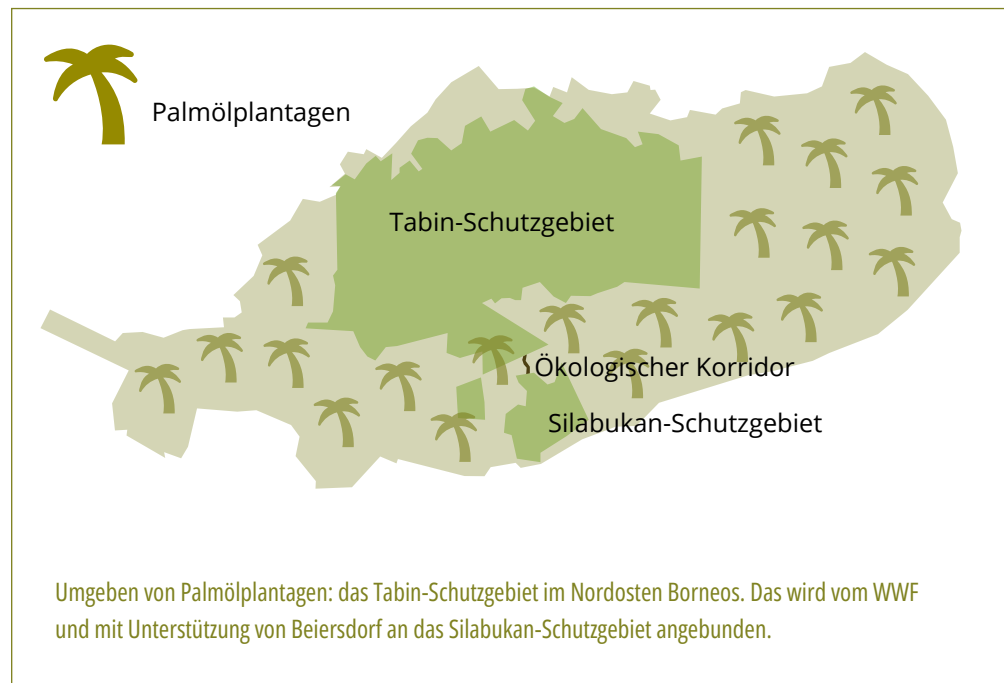 Palmölplantagen
Tabin-Schutzgebiet
Ökologischer Korridor
Silabukan-Schutzgebiet
Umgeben von Palmölplantagen: das Tabin-Schutzgebiet im Nordosten Borneos. Das wird vom WWF
und mit Unterstützung von Beiersdorf an das Silabukan-Schutzgebiet angebunden.